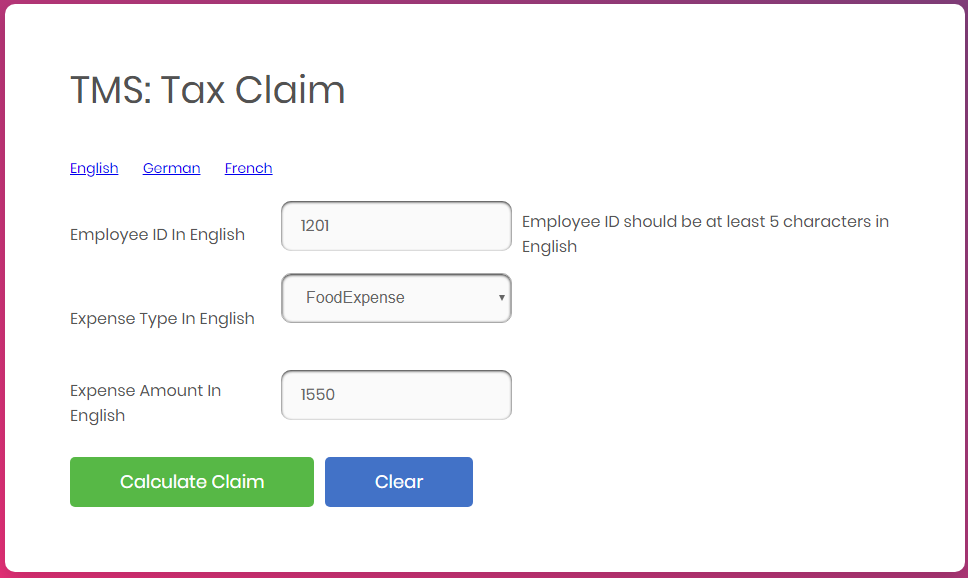 TMS: Tax Claim
English German French
Employee ID In English
1201
Employee ID should be at least 5 characters in
English
Expense Type In English
FoodExpense
Expense Amount In
English
1550
Calculate Claim
Clear